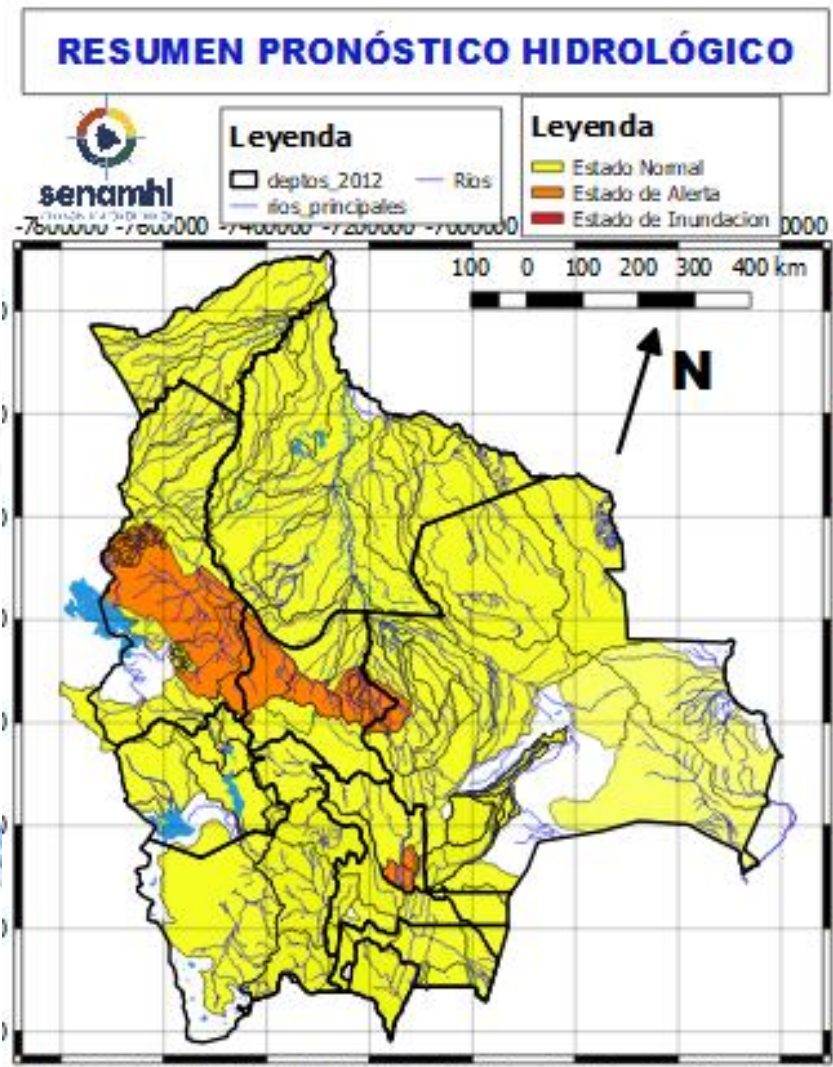 RESUMEN PRONÓSTICO HIDROLÓGICO
senamhi
Leyenda
deptos_2012
Rios
rios_principales
Leyenda
Estado Normal
Estado de Alerta
Estado de Inundacion
-7800000 -7600000 -7400000 -7200000 -7000000
100 0 100 200 300 400 km
N